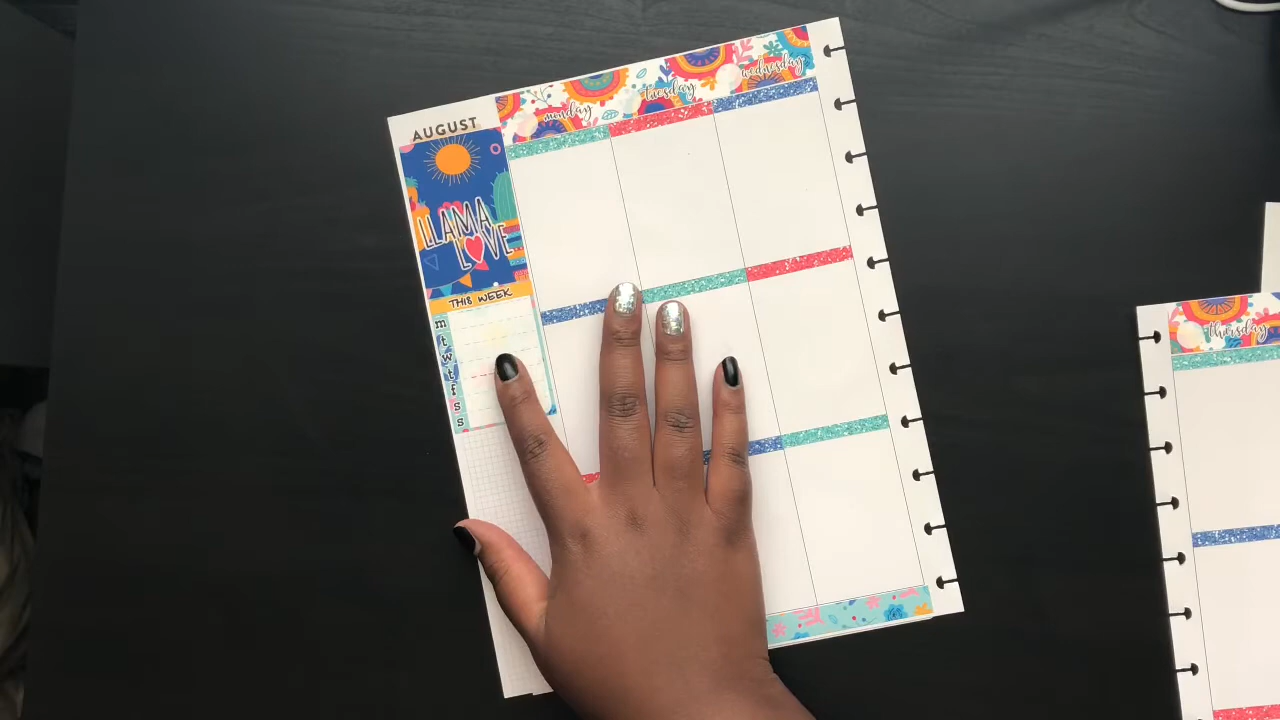 AUGUST
monday
tuesday
wednesday
LLAMA
LOVE
THIS WEEK
m
t
w
t
f
s
s
thursday